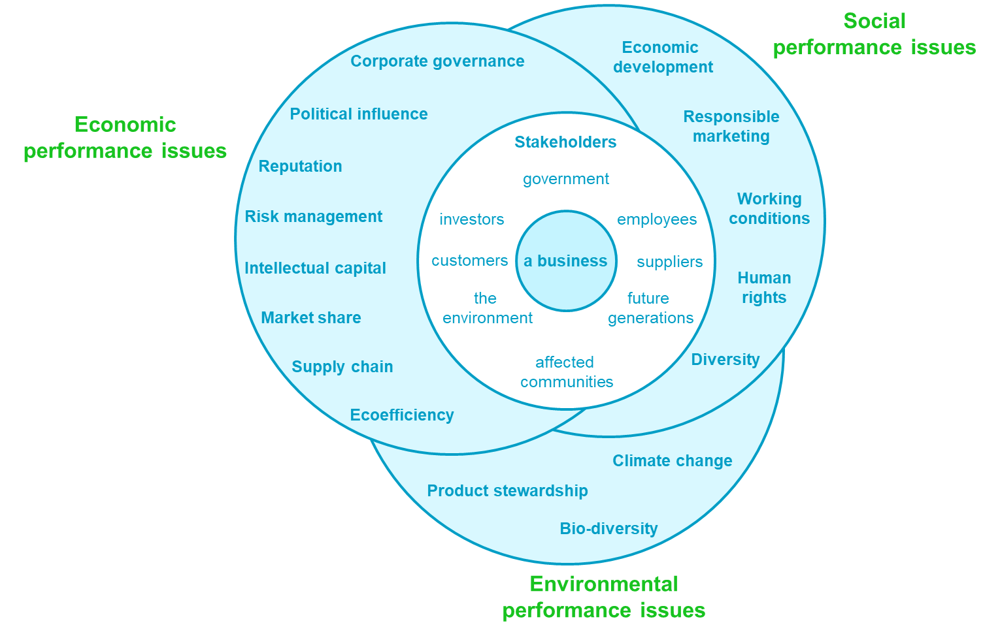 Social
performance issues
Economic
performance issues
Corporate governance
Political influence
Reputation
Risk management
Intellectual capital
Market share
Supply chain
Ecoefficiency
Economic
development
Responsible
marketing
Working
conditions
Human
rights
Diversity
Stakeholders
government
investors
employees
customers
a business
suppliers
the
environment
future
generations
affected
communities
Climate change
Product stewardship
Bio-diversity
Environmental
performance issues